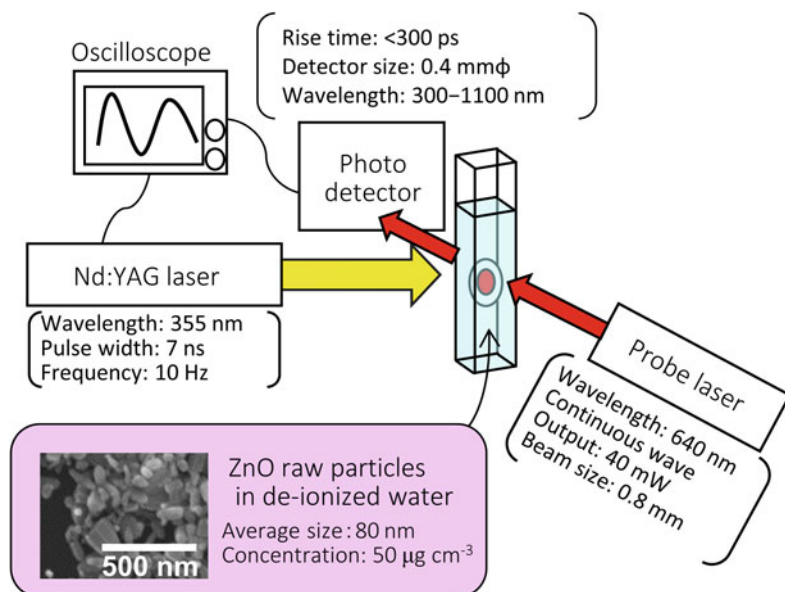 Oscilloscope
Rise time: <300 ps
Detector size: 0.4 mmϕ
Wavelength: 300–1100 nm
Photo
detector
Nd:YAG laser
Wavelength: 355 nm
Pulse width: 7 ns
Frequency: 10 Hz
Probe laser
Wavelength: 640 nm
Continuous wave
Output: 40 mW
Beam size: 0.8 mm
ZnO raw particles
in de-ionized water
Average size: 80 nm
Concentration: 50 μg cm⁻³
500 nm